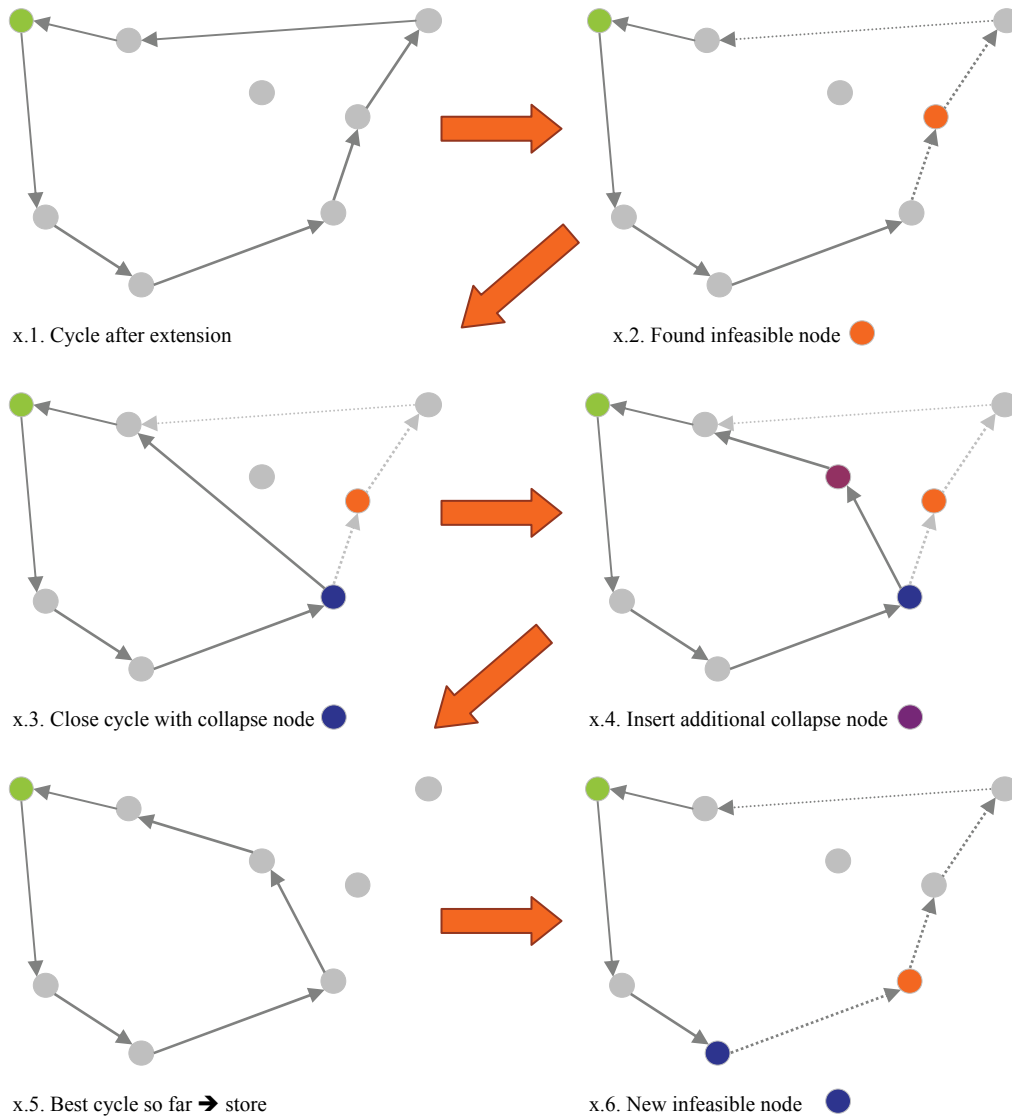 x.1. Cycle after extension
x.2. Found infeasible node
x.3. Close cycle with collapse node
x.4. Insert additional collapse node
x.5. Best cycle so far ➔ store
x.6. New infeasible node